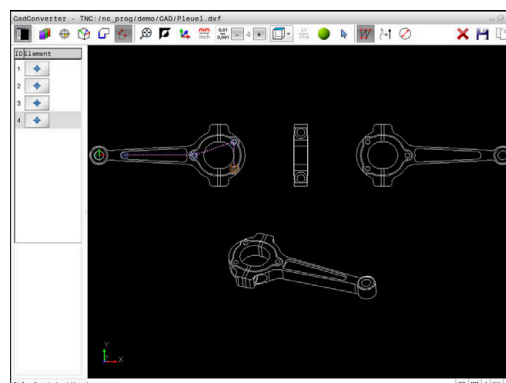 CadConverter - TNC:/nc_prog/demo/CAD/Pleuel.dxf
mm
inch
0,01
0,001
4
ID Element
1
2
3
4
Y
Z
X